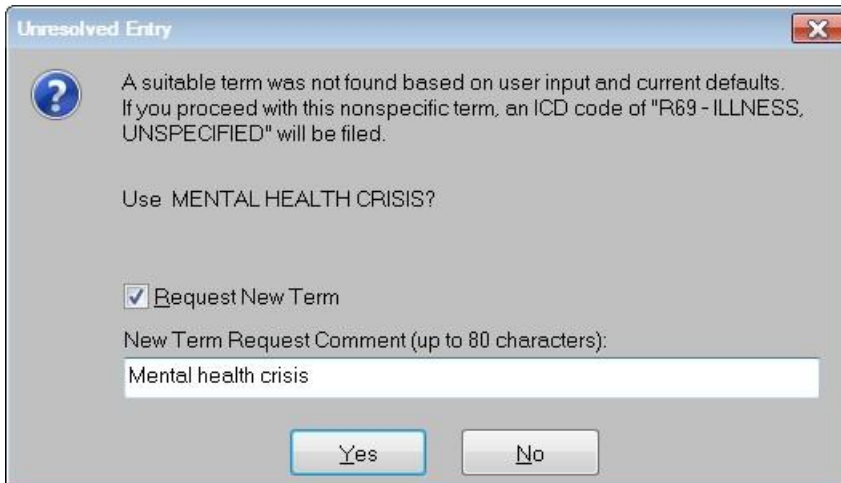 Unresolved Entry
A suitable term was not found based on user input and current defaults.
If you proceed with this nonspecific term, an ICD code of "R69 - ILLNESS,
UNSPECIFIED" will be filed.
Use MENTAL HEALTH CRISIS?
Request New Term
New Term Request Comment (up to 80 characters):
Mental health crisis
Yes No